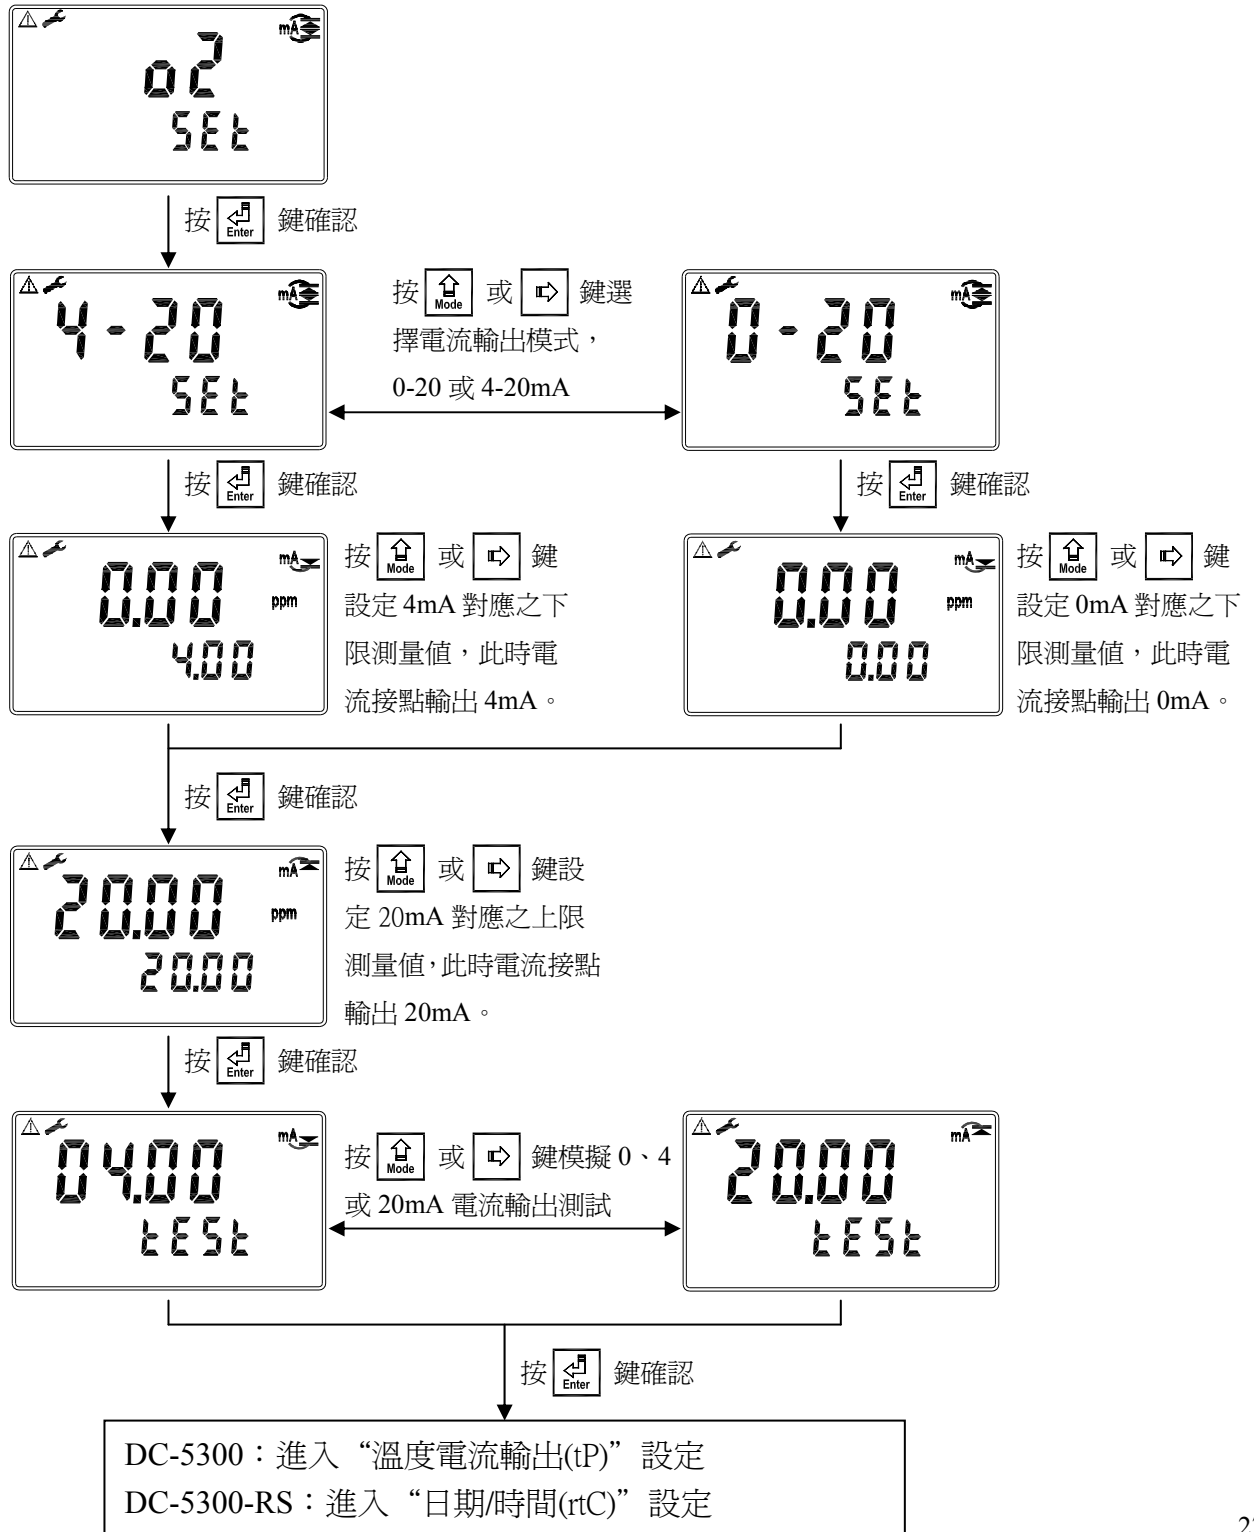 mA
o2
SEt
按 Enter 鍵確認
mA
4-20
SEt
按 Mode 或 鍵選
擇電流輸出模式，
0-20 或 4-20mA
mA
0-20
SEt
按 Enter 鍵確認
按 Enter 鍵確認
mA
0.00
ppm
4.00
按 Mode 或 鍵
設定 4mA 對應之下
限測量值，此時電
流接點輸出 4mA。
mA
0.00
ppm
0.00
按 Mode 或 鍵
設定 0mA 對應之下
限測量值，此時電
流接點輸出 0mA。
按 Enter 鍵確認
mA
20.00
ppm
20.00
按 Mode 或 鍵設
定 20mA 對應之上限
測量值，此時電流接點
輸出 20mA。
按 Enter 鍵確認
mA
04.00
tESt
按 Mode 或 鍵模擬 0、4
或 20mA 電流輸出測試
mA
20.00
tESt
按 Enter 鍵確認
DC-5300：進入“溫度電流輸出(tP)”設定
DC-5300-RS：進入“日期/時間(rtC)”設定